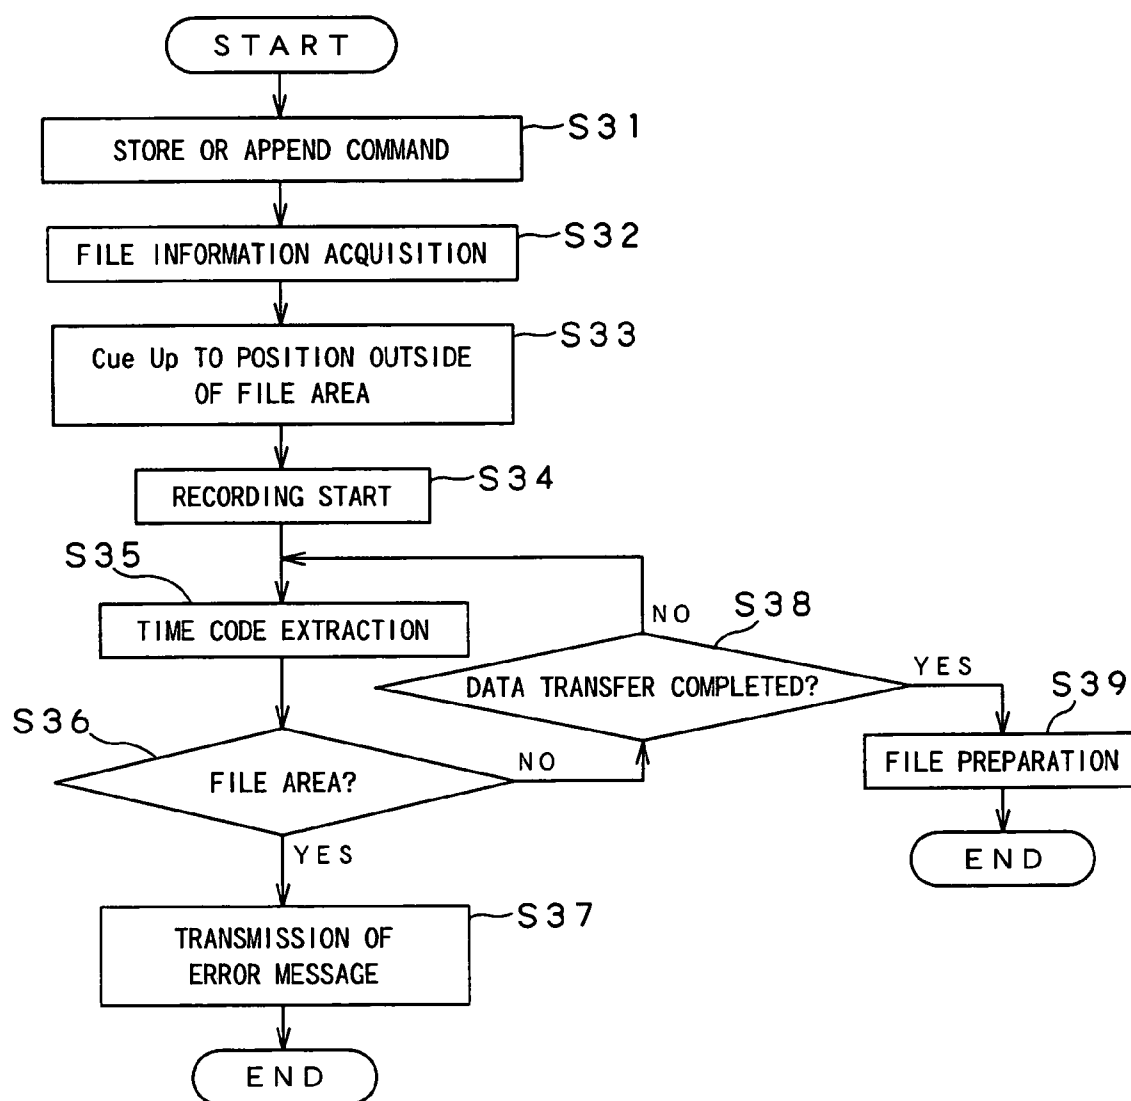 START
S31
STORE OR APPEND COMMAND
S32
FILE INFORMATION ACQUISITION
S33
Cue Up TO POSITION OUTSIDE
OF FILE AREA
S34
RECORDING START
S35
TIME CODE EXTRACTION
NO
S38
DATA TRANSFER COMPLETED?
YES
S39
FILE PREPARATION
END
S36
FILE AREA?
NO
YES
S37
TRANSMISSION OF
ERROR MESSAGE
END